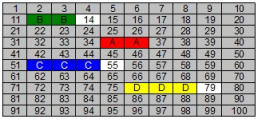 1 2 3 4 5 6 7 8 9 10
11 B B 14 15 16 17 18 19 20
21 22 23 24 25 26 27 28 29 30
31 32 33 34 A A 37 38 39 40
41 42 43 44 45 46 47 48 49 50
51 C C C 55 56 57 58 59 60
61 62 63 64 65 66 67 68 69 70
71 72 73 74 75 D D D 79 80
81 82 83 84 85 86 87 88 89 90
91 92 93 94 95 96 97 98 99 100